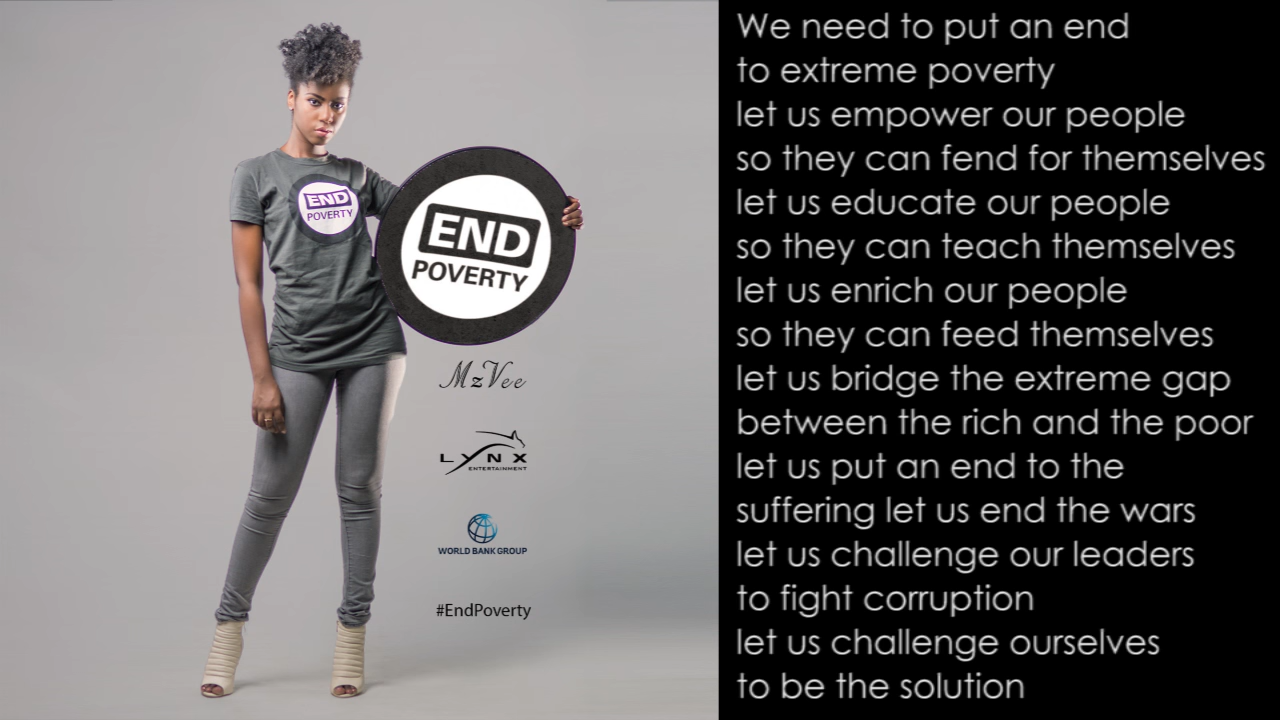 END
POVERTY
END
POVERTY
MzVee
LYNX
ENTERTAINMENT
WORLD BANK GROUP
#EndPoverty
We need to put an end
to extreme poverty
let us empower our people
so they can fend for themselves
let us educate our people
so they can teach themselves
let us enrich our people
so they can feed themselves
let us bridge the extreme gap
between the rich and the poor
let us put an end to the
suffering let us end the wars
let us challenge our leaders
to fight corruption
let us challenge ourselves
to be the solution